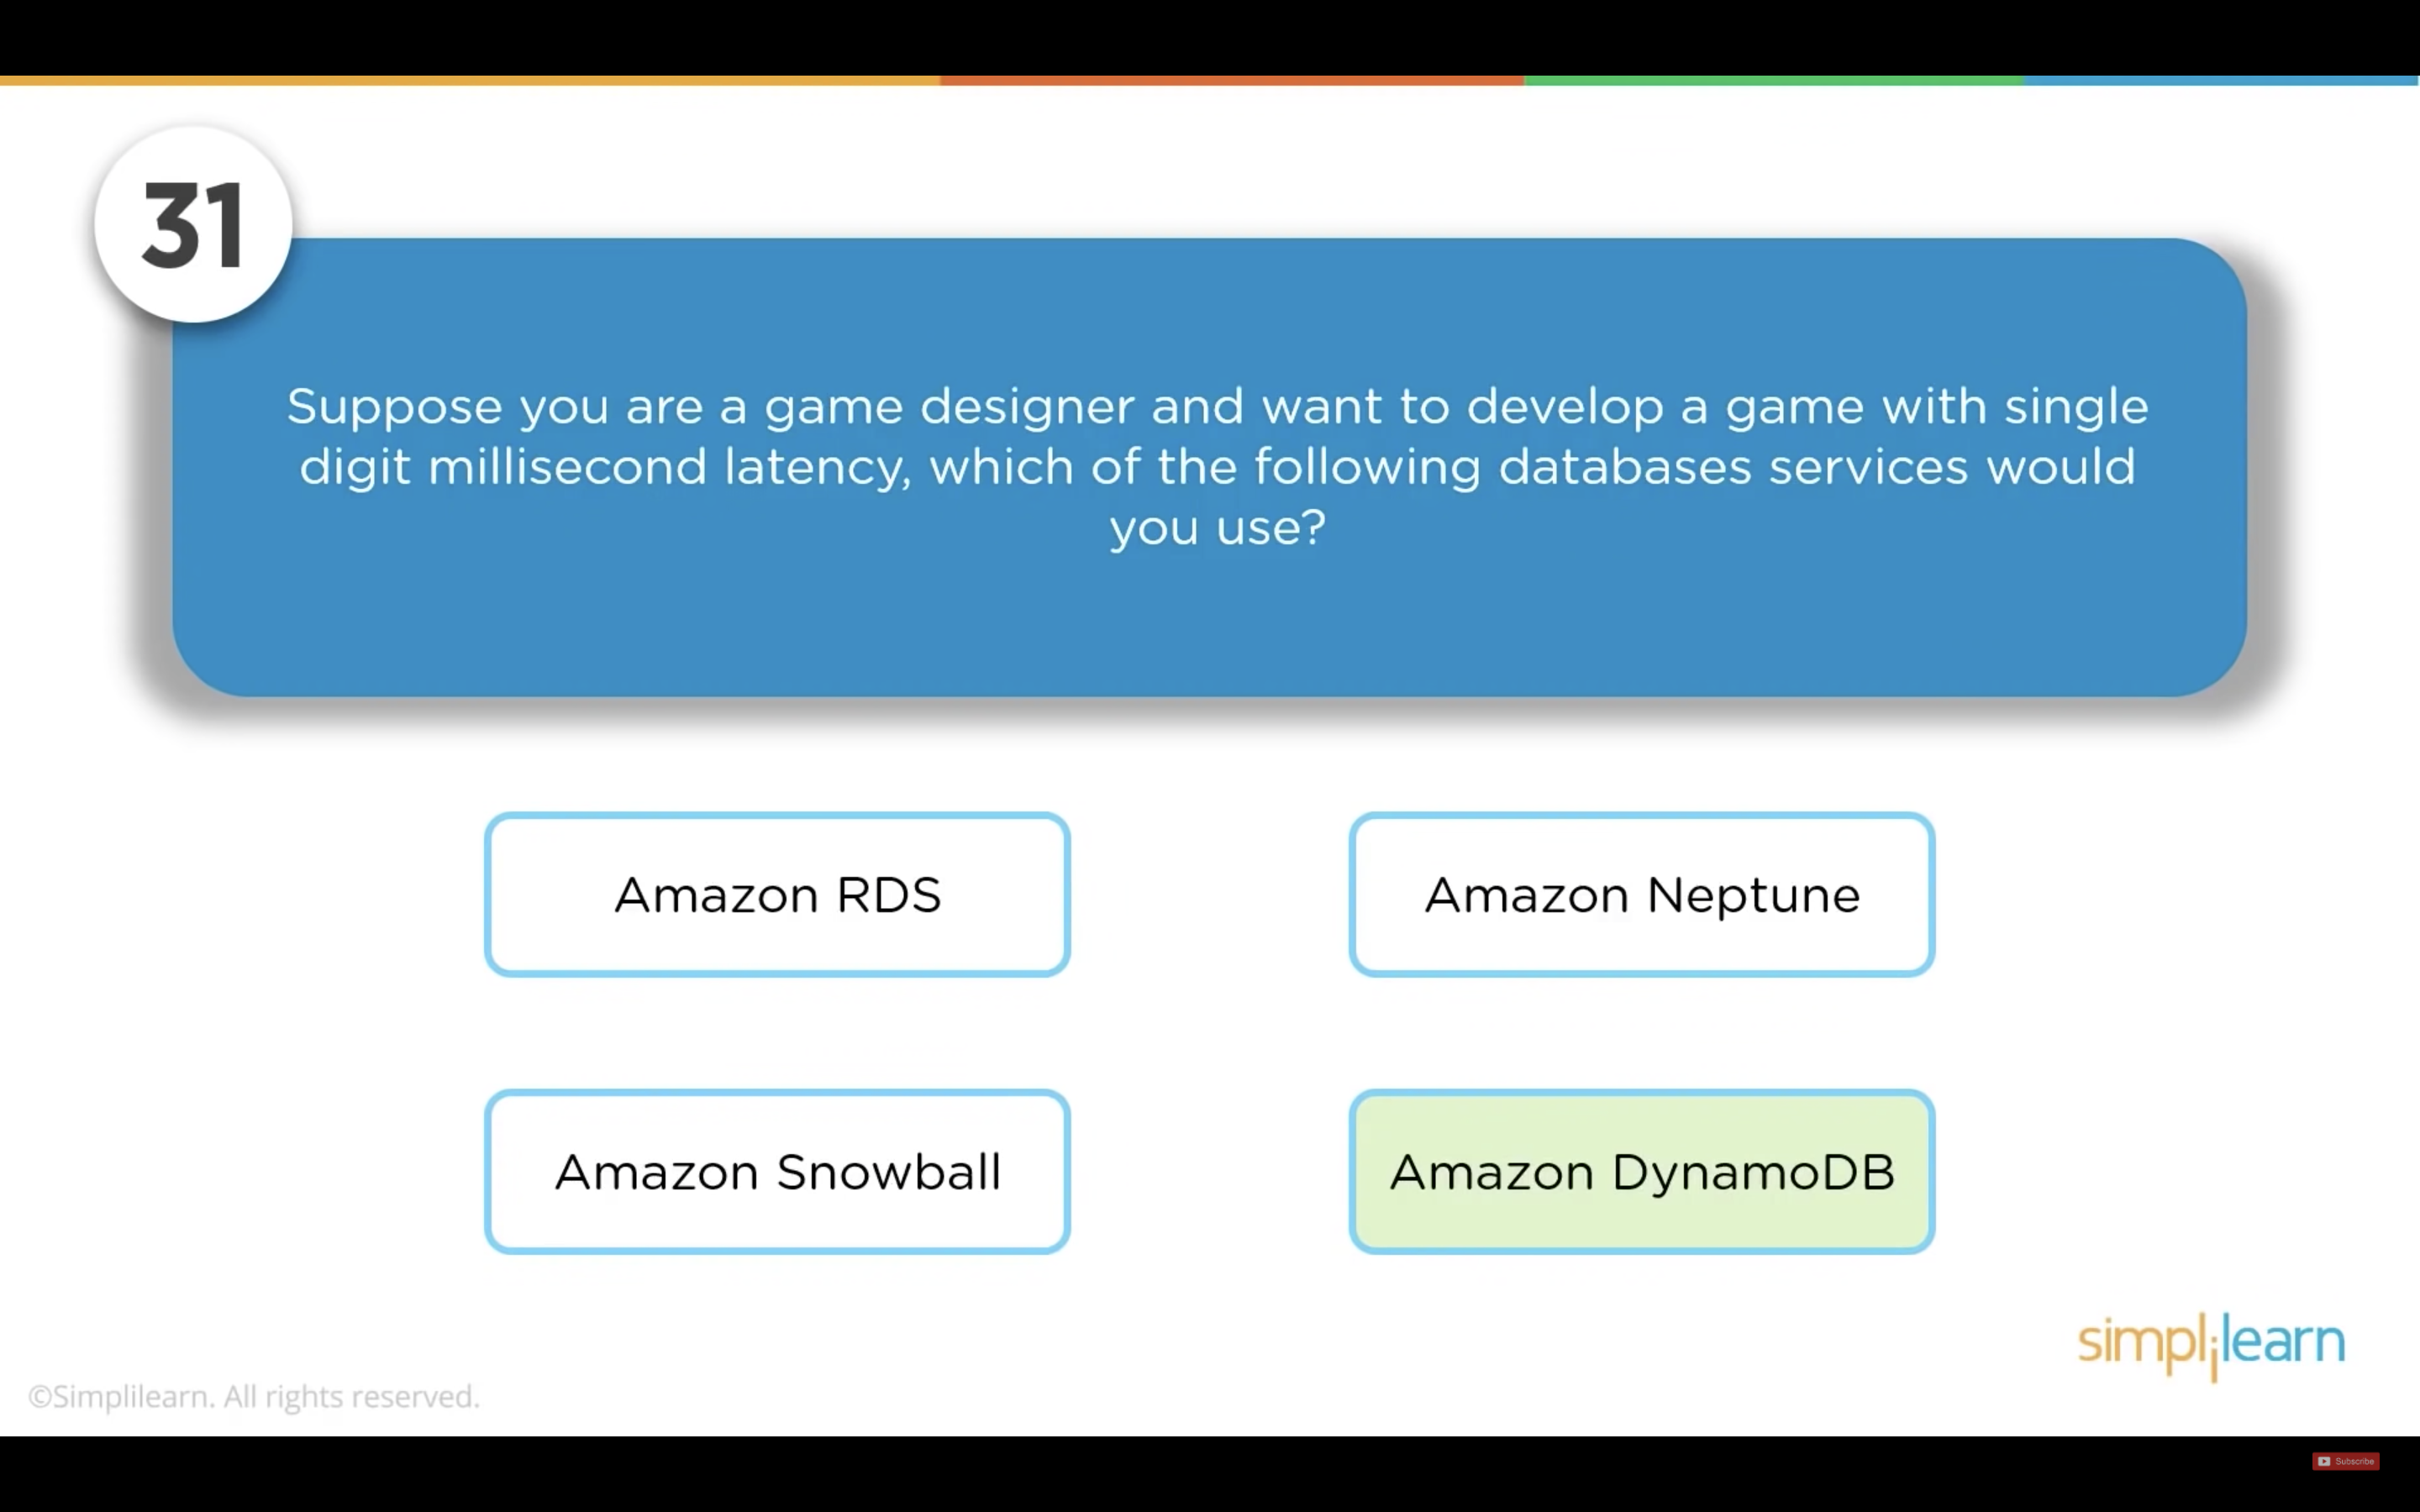 31
Suppose you are a game designer and want to develop a game with single
digit millisecond latency, which of the following databases services would
you use?
Amazon RDS
Amazon Neptune
Amazon Snowball
Amazon DynamoDB
simplilearn
©Simplilearn. All rights reserved.
Subscribe